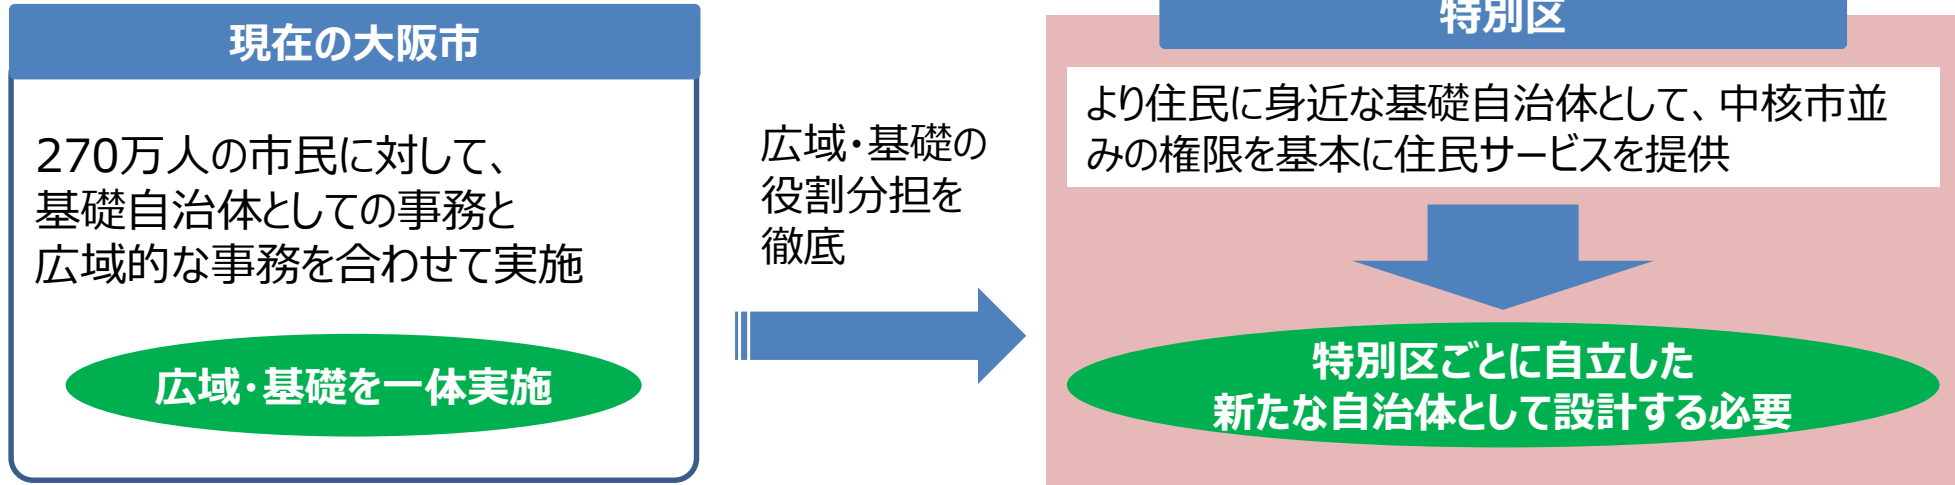 現在の大阪市
270万人の市民に対して、
基礎自治体としての事務と
広域的な事務を合わせて実施
広域・基礎を一体実施
広域・基礎の
役割分担を
徹底
特別区
より住民に身近な基礎自治体として、中核市並
みの権限を基本に住民サービスを提供
特別区ごとに自立した
新たな自治体として設計する必要